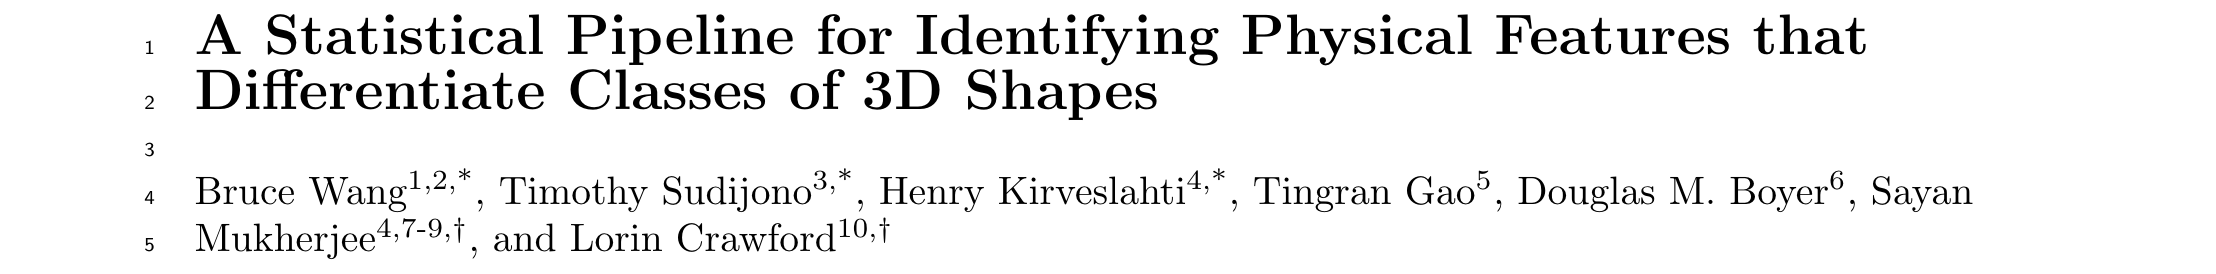 1 A Statistical Pipeline for Identifying Physical Features that
2 Differentiate Classes of 3D Shapes
3
4 Bruce Wang1,2,*, Timothy Sudijono3,*, Henry Kirveslahti4,*, Tingran Gao5, Douglas M. Boyer6, Sayan
5 Mukherjee4,7-9,†, and Lorin Crawford10,†